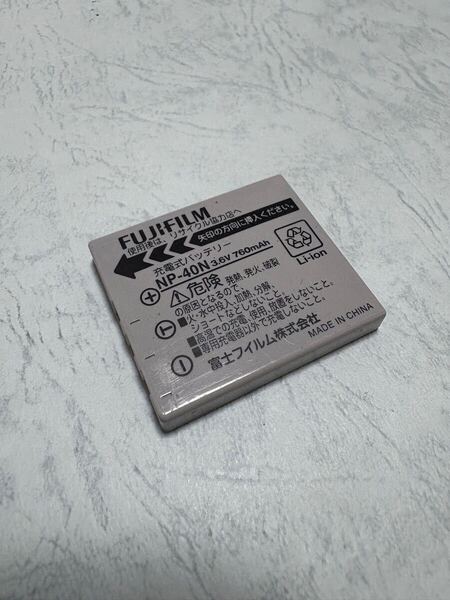 FUJIFILM
使用後は、リサイクル協力店へ
矢印の方向に挿入ください。
充電式バッテリー
NP-40N 3.6V 760mAh
Li-ion
危険 発熱、発火、破裂
の原因となるので、
■火・水中投入、加熱、分解、
ショートなどしないこと。
■高温での充電、使用、放置をしないこと。
■専用充電器以外で充電しないこと。
富士フイルム株式会社
MADE IN CHINA